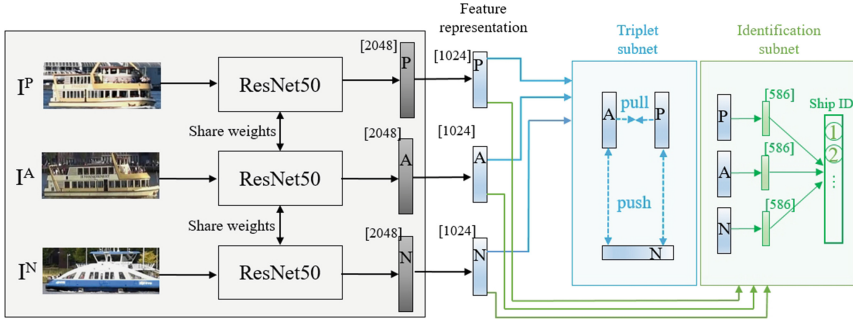 Feature
representation
Triplet
subnet
Identification
subnet
[2048]
[1024]
I^P
ResNet50
P
P
Share weights
[2048]
[1024]
I^A
ResNet50
A
A
Share weights
[2048]
[1024]
I^N
ResNet50
N
N
A
pull
P
push
N
[586]
Ship ID
P
①
[586]
②
A
⋮
[586]
N